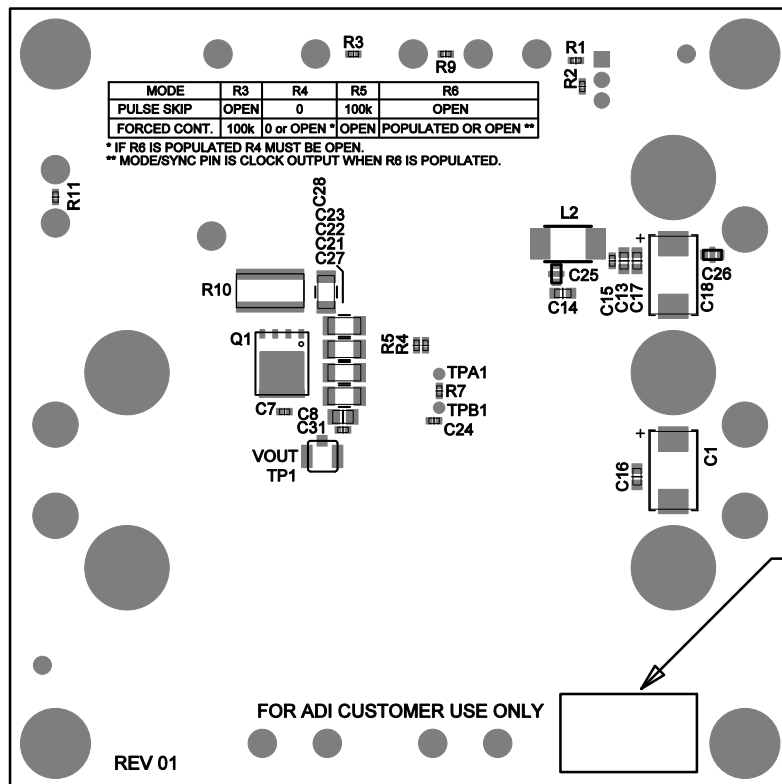 R3
R9
R1
R2
MODE R3 R4 R5 R6
PULSE SKIP OPEN 0 100k OPEN
FORCED CONT. 100k 0 or OPEN * OPEN POPULATED OR OPEN **
* IF R6 IS POPULATED R4 MUST BE OPEN.
** MODE/SYNC PIN IS CLOCK OUTPUT WHEN R6 IS POPULATED.
R11
C28
C23
C22
C21
C27
L2
+
C25
C26
R10
C14
C15
C13
C17
C18
Q1
R5
R4
TPA1
R7
TPB1
C7
C8
C31
C24
+
C1
VOUT
TP1
C16
FOR ADI CUSTOMER USE ONLY
REV 01